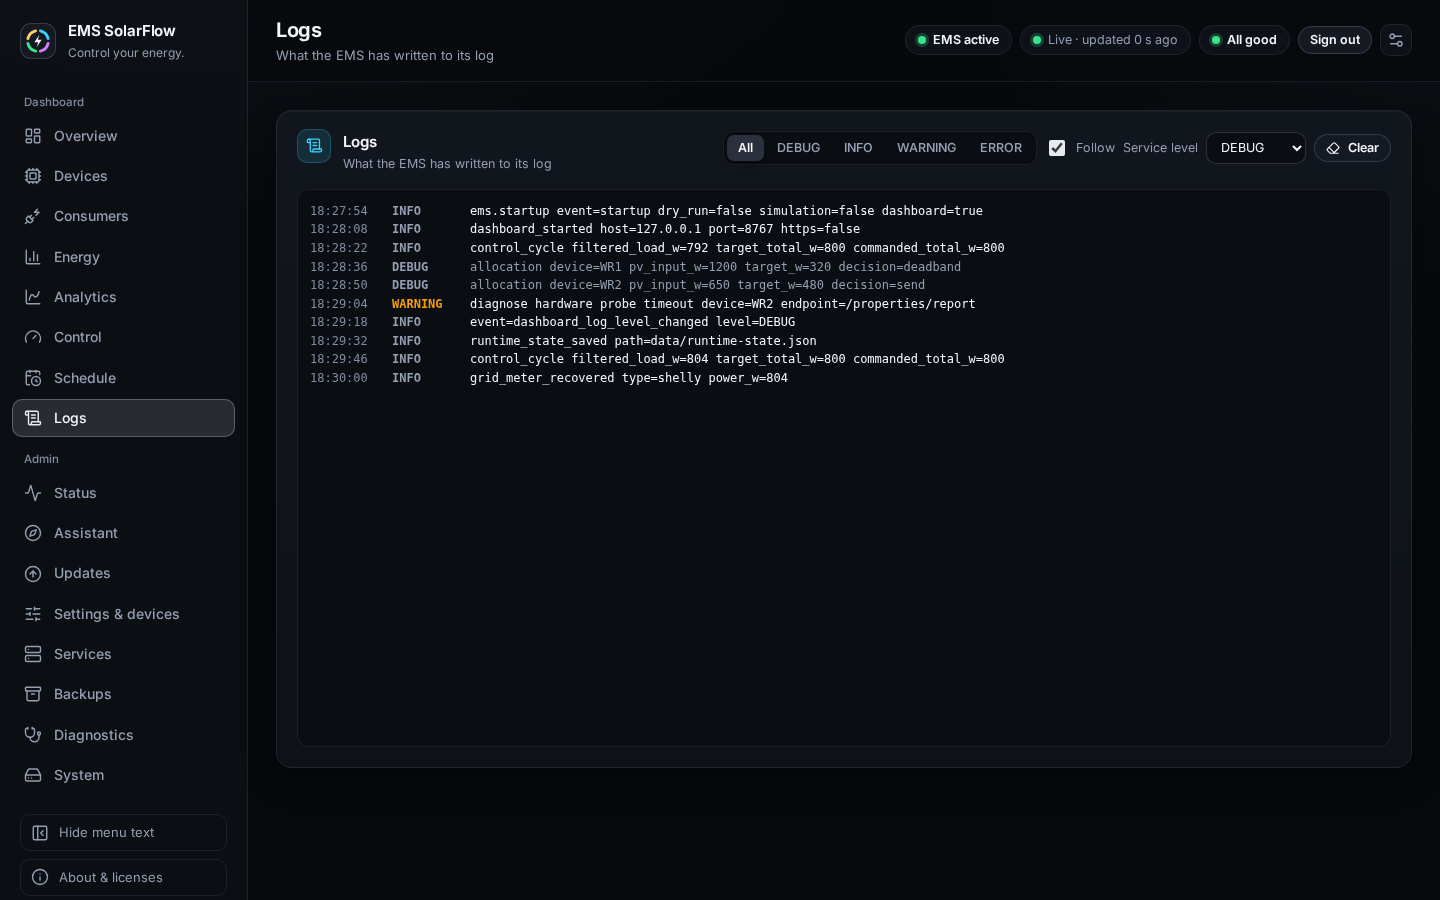 EMS SolarFlow
Control your energy.
Dashboard
Overview
Devices
Consumers
Energy
Analytics
Control
Schedule
Logs
Admin
Status
Assistant
Updates
Settings & devices
Services
Backups
Diagnostics
System
Hide menu text
About & licenses
Logs
What the EMS has written to its log
EMS active
Live · updated 0 s ago
All good
Sign out
Logs
What the EMS has written to its log
All DEBUG INFO WARNING ERROR
Follow Service level DEBUG Clear
18:27:54 INFO ems.startup event=startup dry_run=false simulation=false dashboard=true
18:28:08 INFO dashboard_started host=127.0.0.1 port=8767 https=false
18:28:22 INFO control_cycle filtered_load_w=792 target_total_w=800 commanded_total_w=800
18:28:36 DEBUG allocation device=WR1 pv_input_w=1200 target_w=320 decision=deadband
18:28:50 DEBUG allocation device=WR2 pv_input_w=650 target_w=480 decision=send
18:29:04 WARNING diagnose hardware probe timeout device=WR2 endpoint=/properties/report
18:29:18 INFO event=dashboard_log_level_changed level=DEBUG
18:29:32 INFO runtime_state_saved path=data/runtime-state.json
18:29:46 INFO control_cycle filtered_load_w=804 target_total_w=800 commanded_total_w=800
18:30:00 INFO grid_meter_recovered type=shelly power_w=804